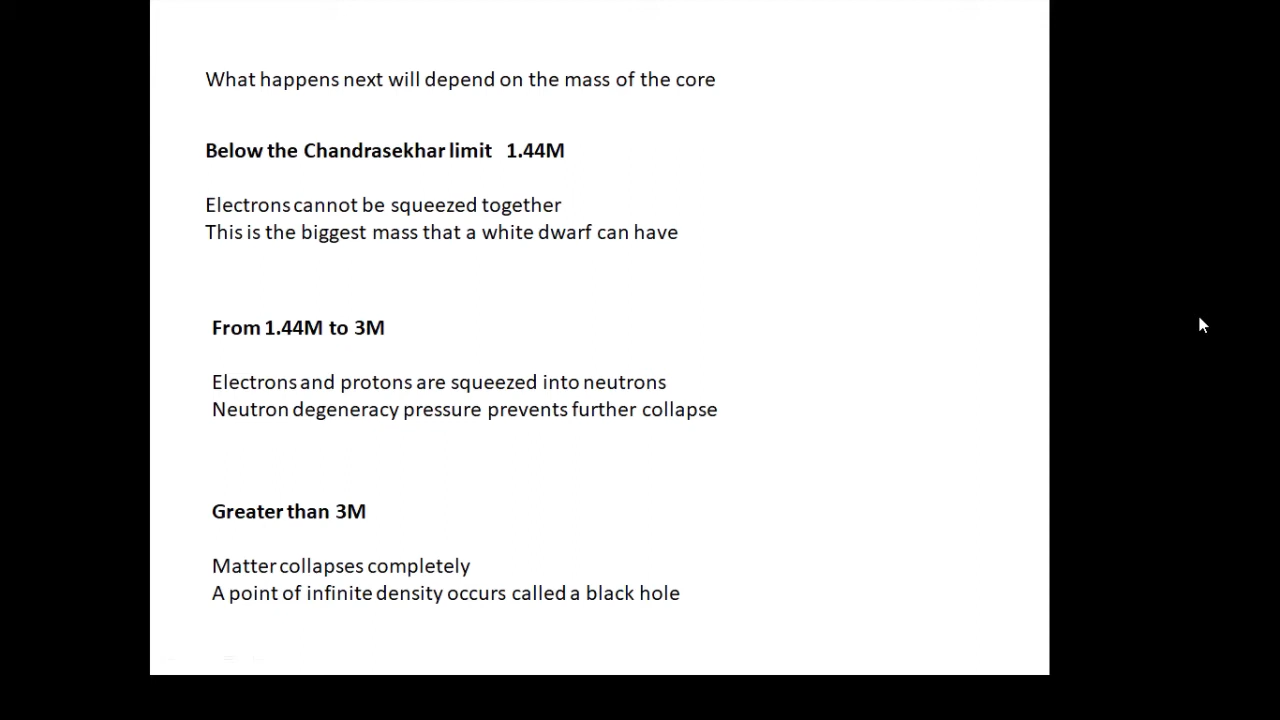 What happens next will depend on the mass of the core
Below the Chandrasekhar limit 1.44M
Electrons cannot be squeezed together
This is the biggest mass that a white dwarf can have
From 1.44M to 3M
Electrons and protons are squeezed into neutrons
Neutron degeneracy pressure prevents further collapse
Greater than 3M
Matter collapses completely
A point of infinite density occurs called a black hole